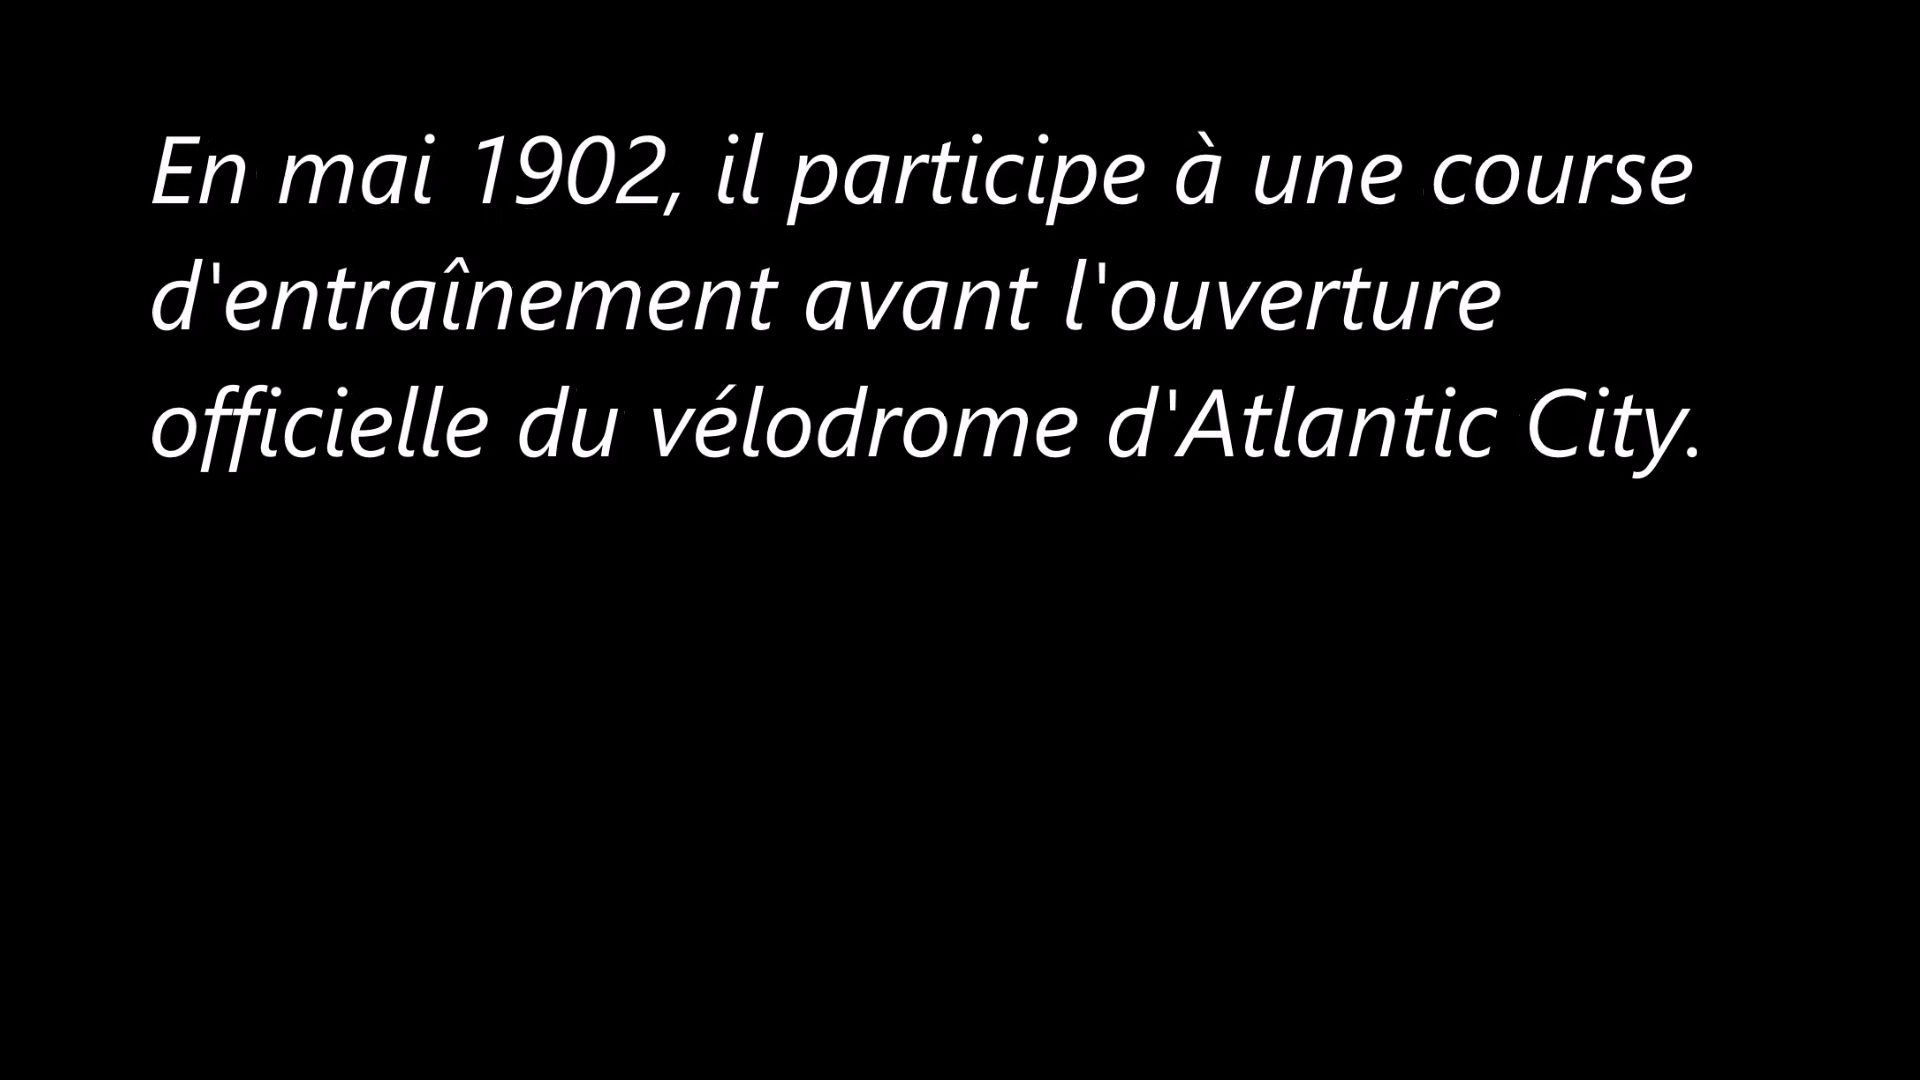 En mai 1902, il participe à une course
d'entraînement avant l'ouverture
officielle du vélodrome d'Atlantic City.